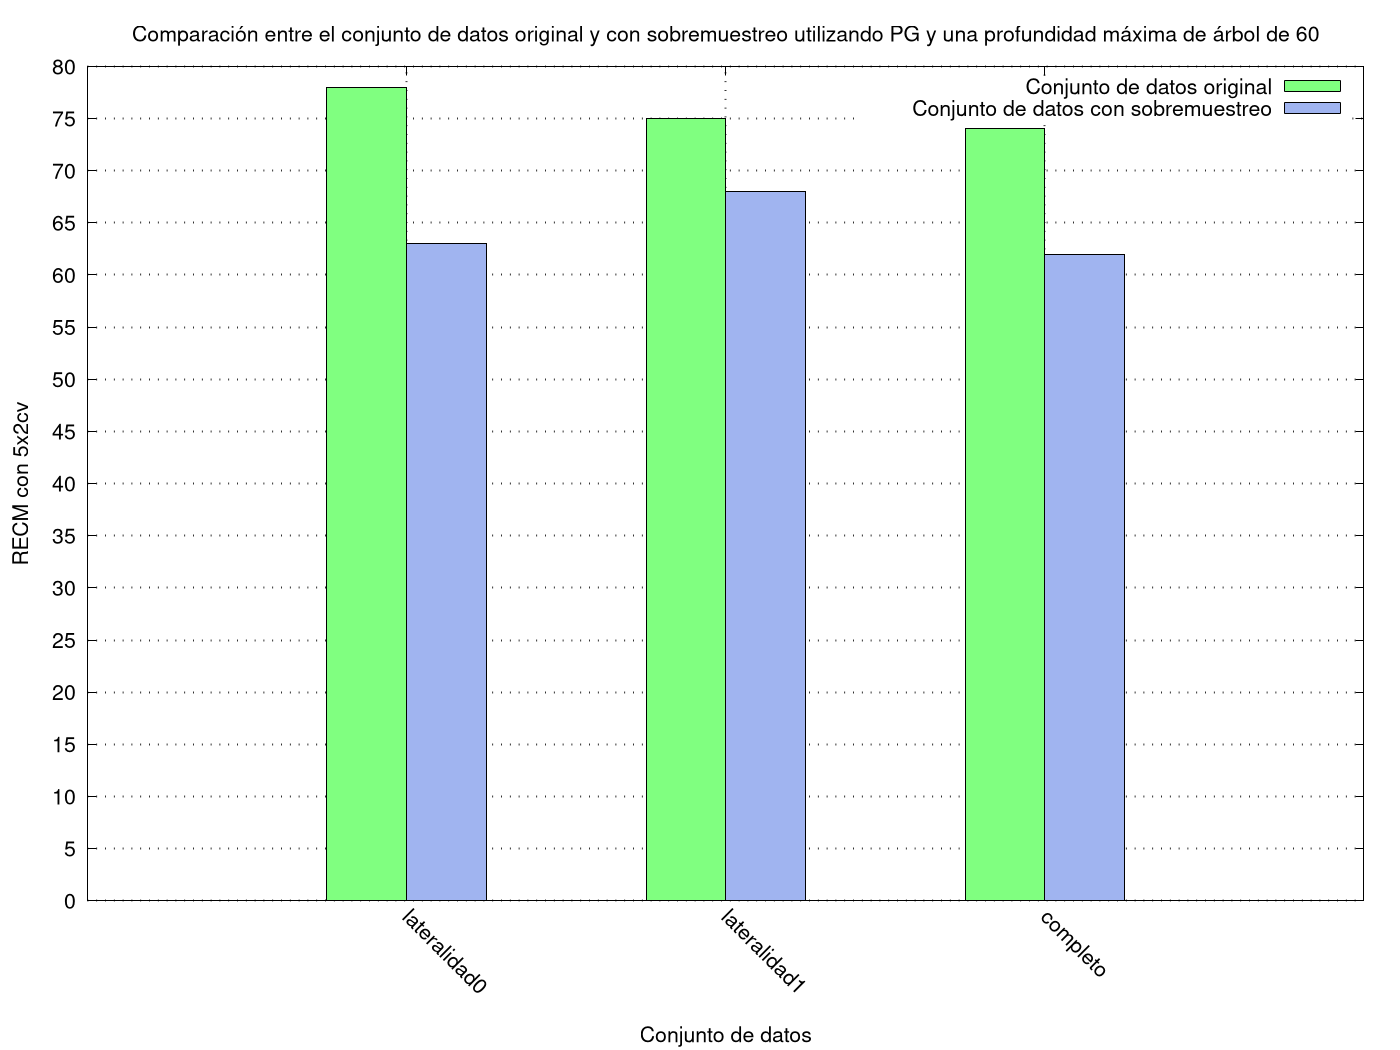 Comparación entre el conjunto de datos original y con sobremuestreo utilizando PG y una profundidad máxima de árbol de 60
80
75
70
65
60
55
50
45
40
35
30
25
20
15
10
5
0
RECM con 5x2cv
Conjunto de datos original
Conjunto de datos con sobremuestreo
lateralidad0
lateralidad1
completo
Conjunto de datos